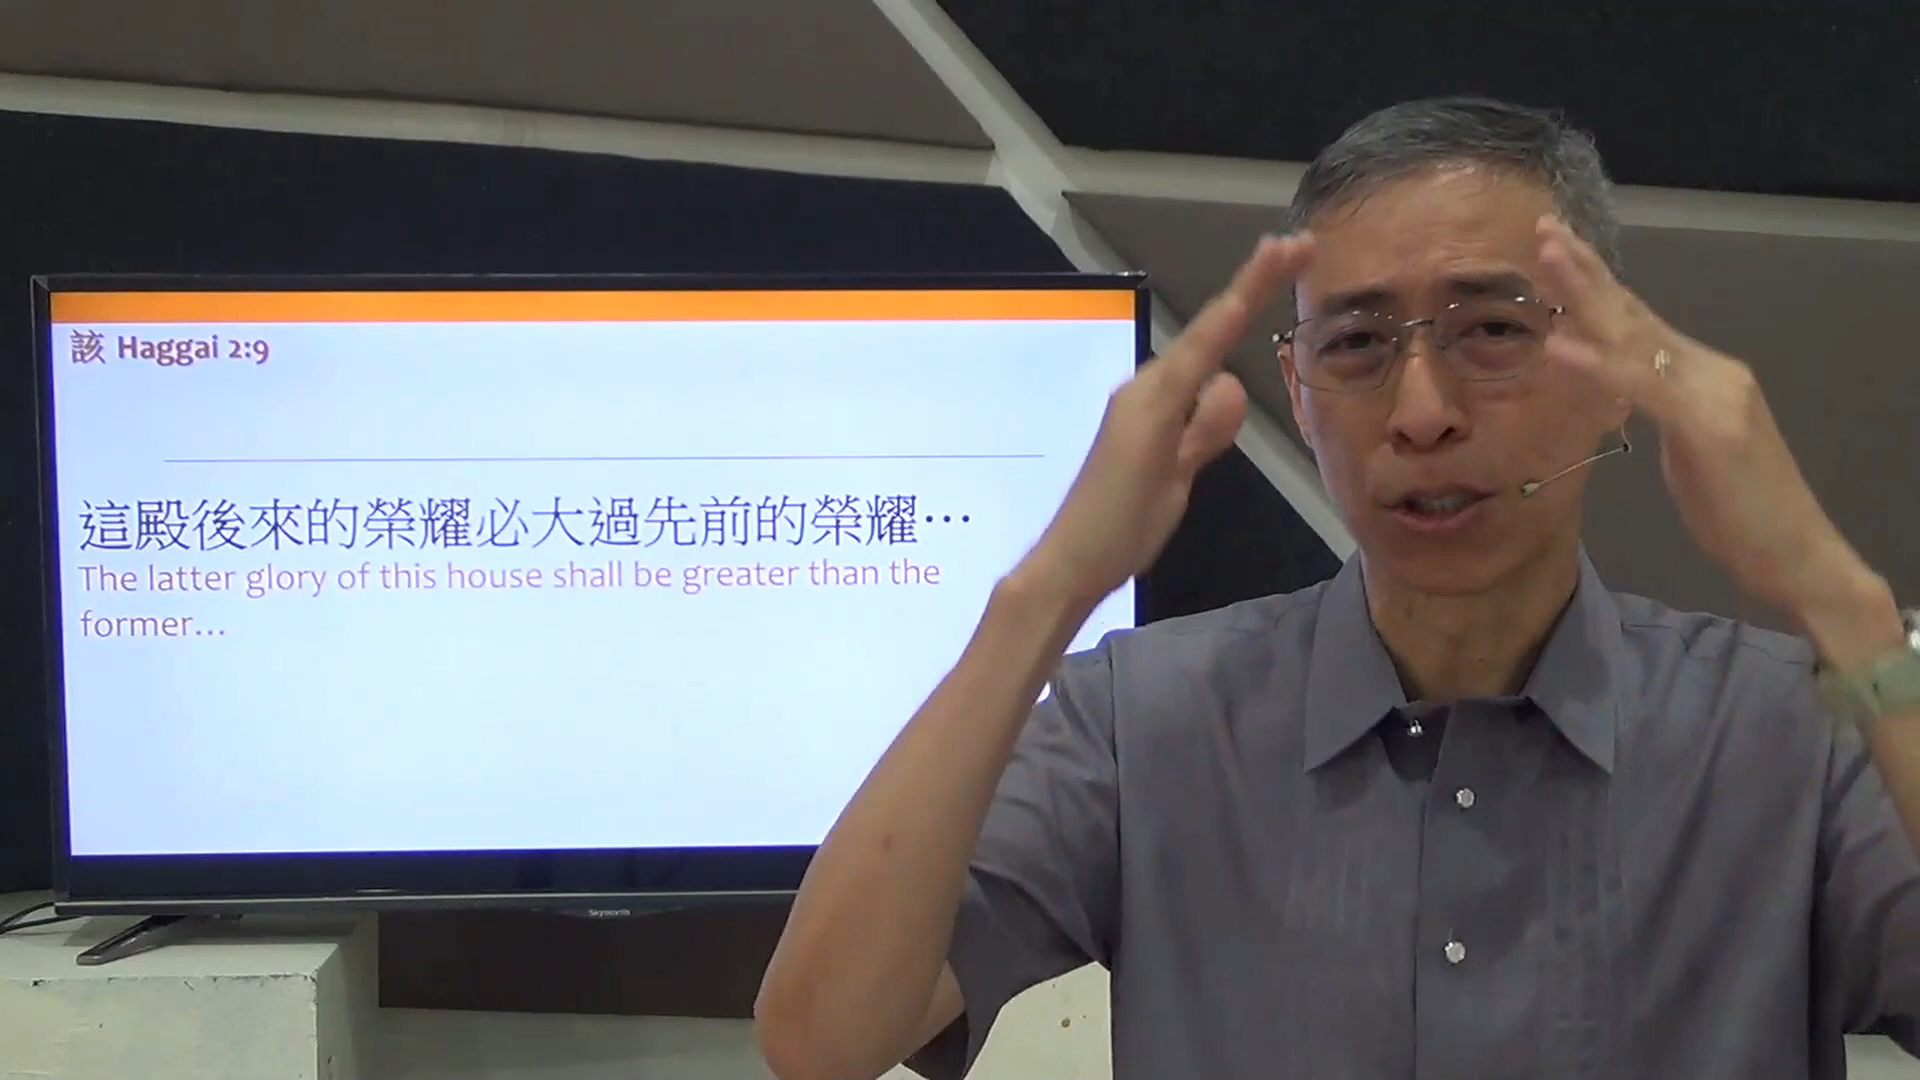 該 Haggai 2:9
這殿後來的榮耀必大過先前的榮耀…
The latter glory of this house shall be greater than the
former...
Skyworth